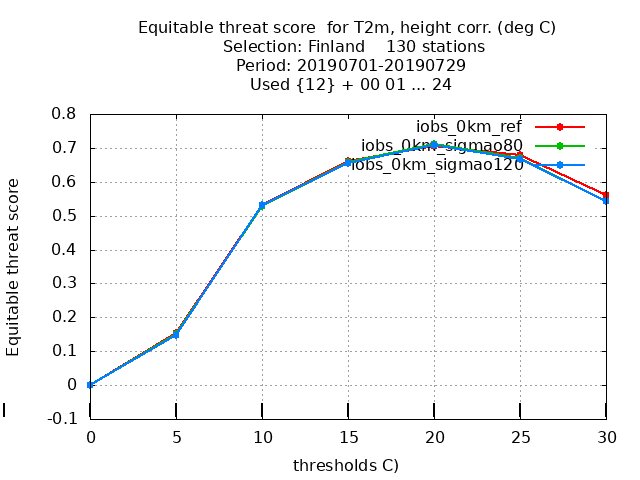 Equitable threat score  for T2m, height corr. (deg C)
Selection: Finland    130 stations
Period: 20190701-20190729
Used {12} + 00 01 ... 24
iobs_0km_ref
iobs_0km_sigmao80
iobs_0km_sigmao120
Equitable threat score
0.8
0.7
0.6
0.5
0.4
0.3
0.2
0.1
0
-0.1
0 5 10 15 20 25 30
thresholds C)